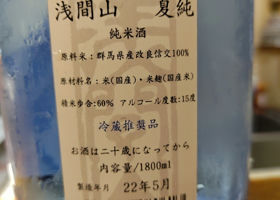 浅間山 夏純
純米酒
原料米：群馬県産改良信交100%
原材料名：米(国産)・米麹(国産米)
精米歩合：60% アルコール度数：15度
冷蔵推奨品
お酒は二十歳になってから
内容量/1800ml
製造年月 22年5月